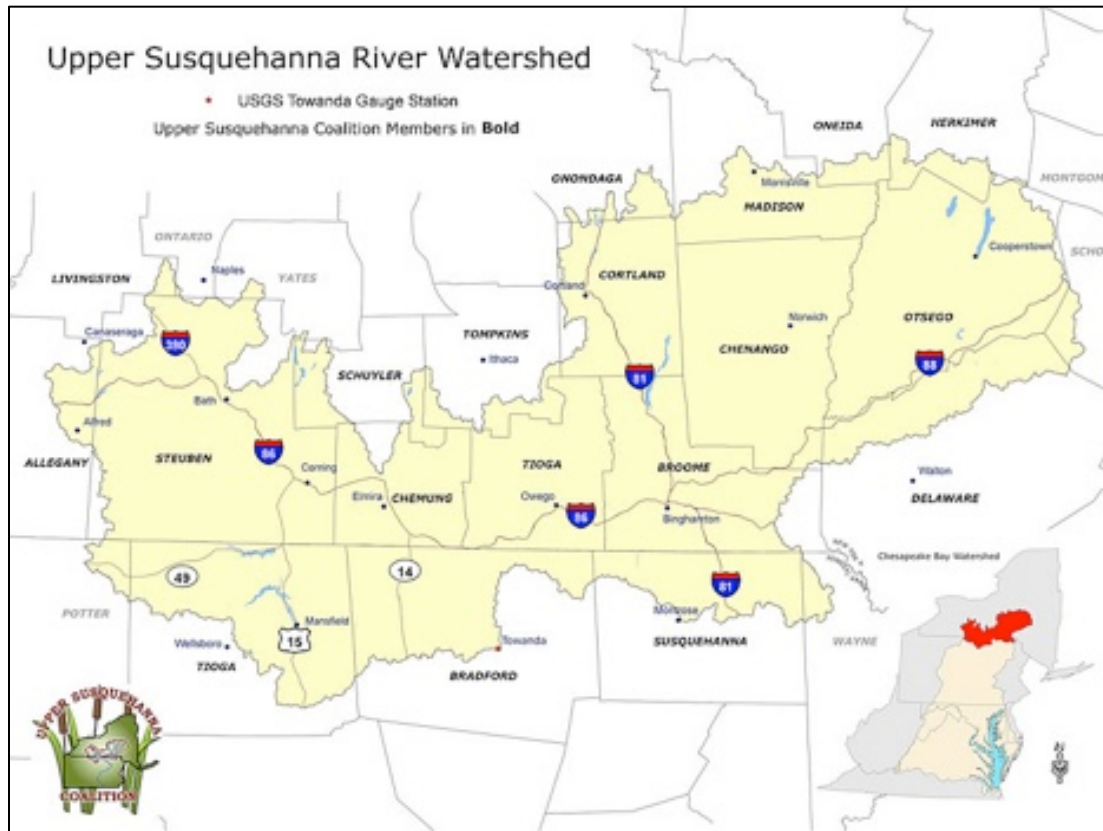 Upper Susquehanna River Watershed
USGS Towanda Gauge Station
Upper Susquehanna Coalition Members in Bold
ONEIDA
HERKIMER
ONONDAGA
MONTGOM
Morrisville
MADISON
ONTARIO
SCHO
Cooperstown
LIVINGSTON
Naples
YATES
CORTLAND
Cortland
OTSEGO
Norwich
Canaseraga
TOMPKINS
390
CHENANGO
Ithaca
SCHUYLER
88
81
Bath
Alfred
ALLEGANY
STEUBEN
86
TIOGA
BROOME
Walton
Corning
DELAWARE
Elmira
CHEMUNG
Owego
86
Binghamton
Chesapeake Bay Watershed
49
14
81
POTTER
Montrose
Mansfield
SUSQUEHANNA
WAYNE
Wellsboro
15
Towanda
TIOGA
BRADFORD
UPPER SUSQUEHANNA
COALITION